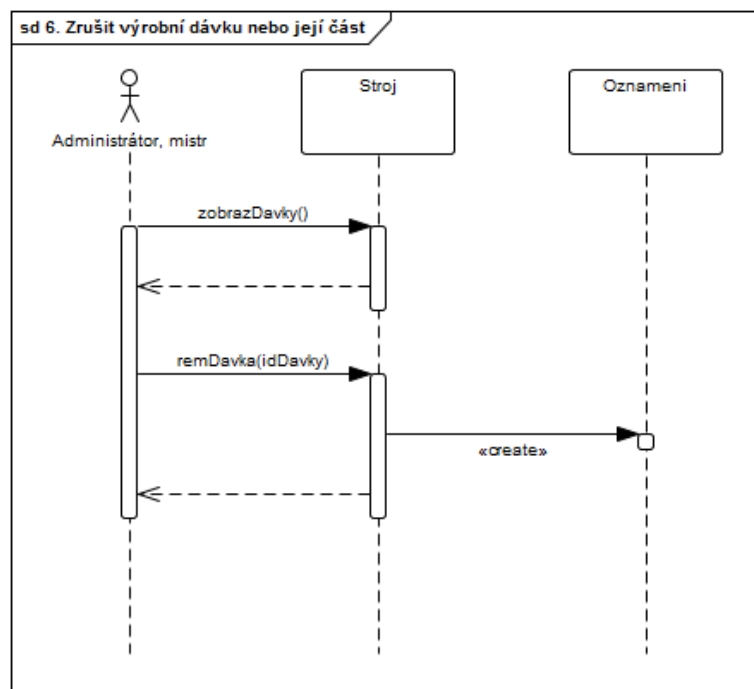 sd 6. Zrušit výrobní dávku nebo její část
Stroj
Oznameni
Administrátor, mistr
zobrazDavky()
remDavka(idDavky)
«create»